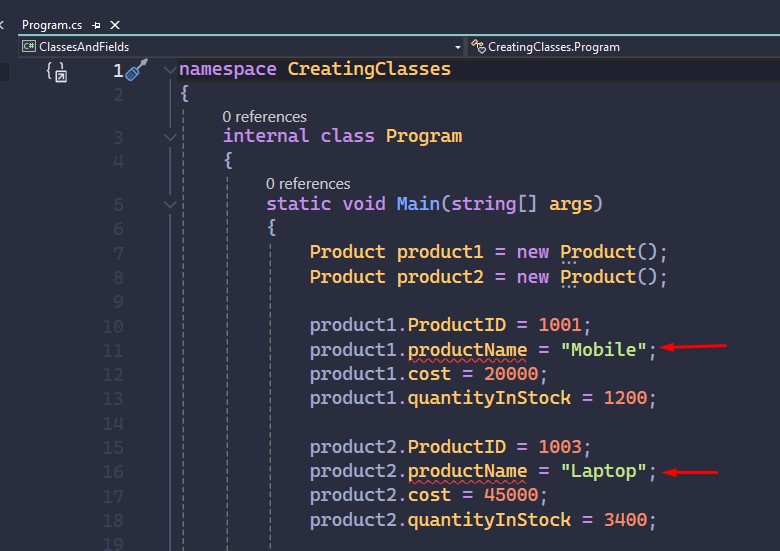 Program.cs
C# ClassesAndFields CreatingClasses.Program
1 namespace CreatingClasses
2 {
0 references
3 internal class Program
4 {
0 references
5 static void Main(string[] args)
6 {
7 Product product1 = new Product();
8 Product product2 = new Product();
9
10 product1.ProductID = 1001;
11 product1.productName = "Mobile";
12 product1.cost = 20000;
13 product1.quantityInStock = 1200;
14
15 product2.ProductID = 1003;
16 product2.productName = "Laptop";
17 product2.cost = 45000;
18 product2.quantityInStock = 3400;
19